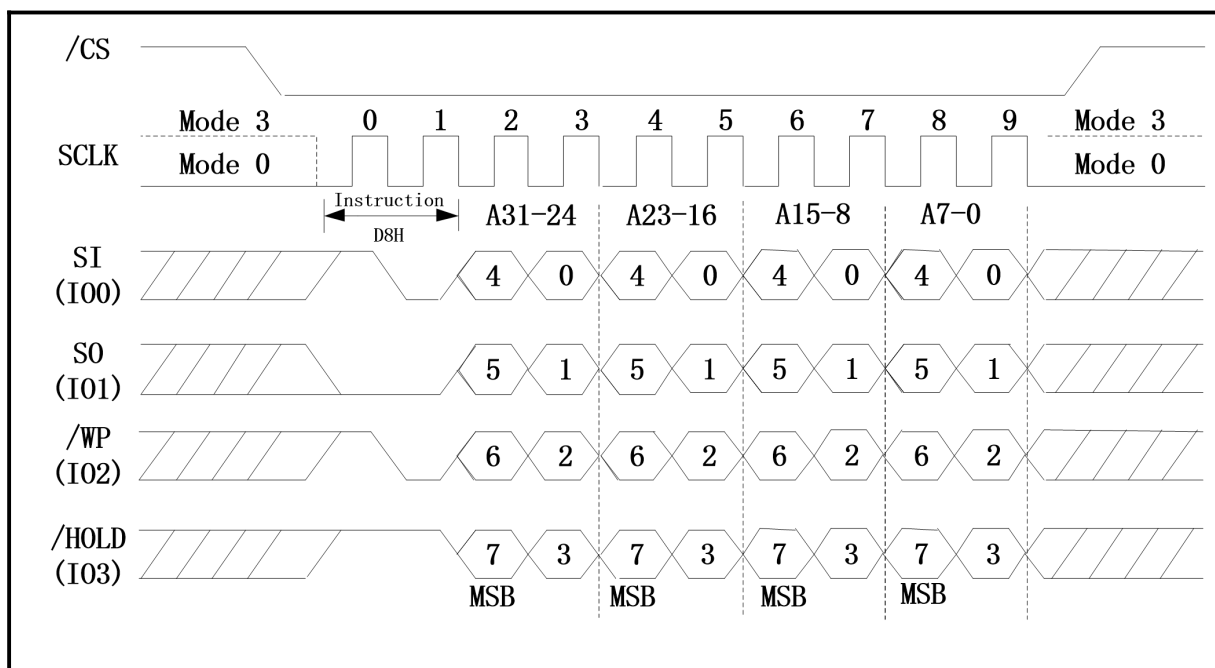 /CS
Mode 3 0 1 2 3 4 5 6 7 8 9 Mode 3
SCLK
Mode 0 Mode 0
Instruction
A31-24 A23-16 A15-8 A7-0
D8H
SI
(IO0)
4 0 4 0 4 0 4 0
SO
(IO1)
5 1 5 1 5 1 5 1
/WP
(IO2)
6 2 6 2 6 2 6 2
/HOLD
(IO3)
7 3 7 3 7 3 7 3
MSB MSB MSB MSB